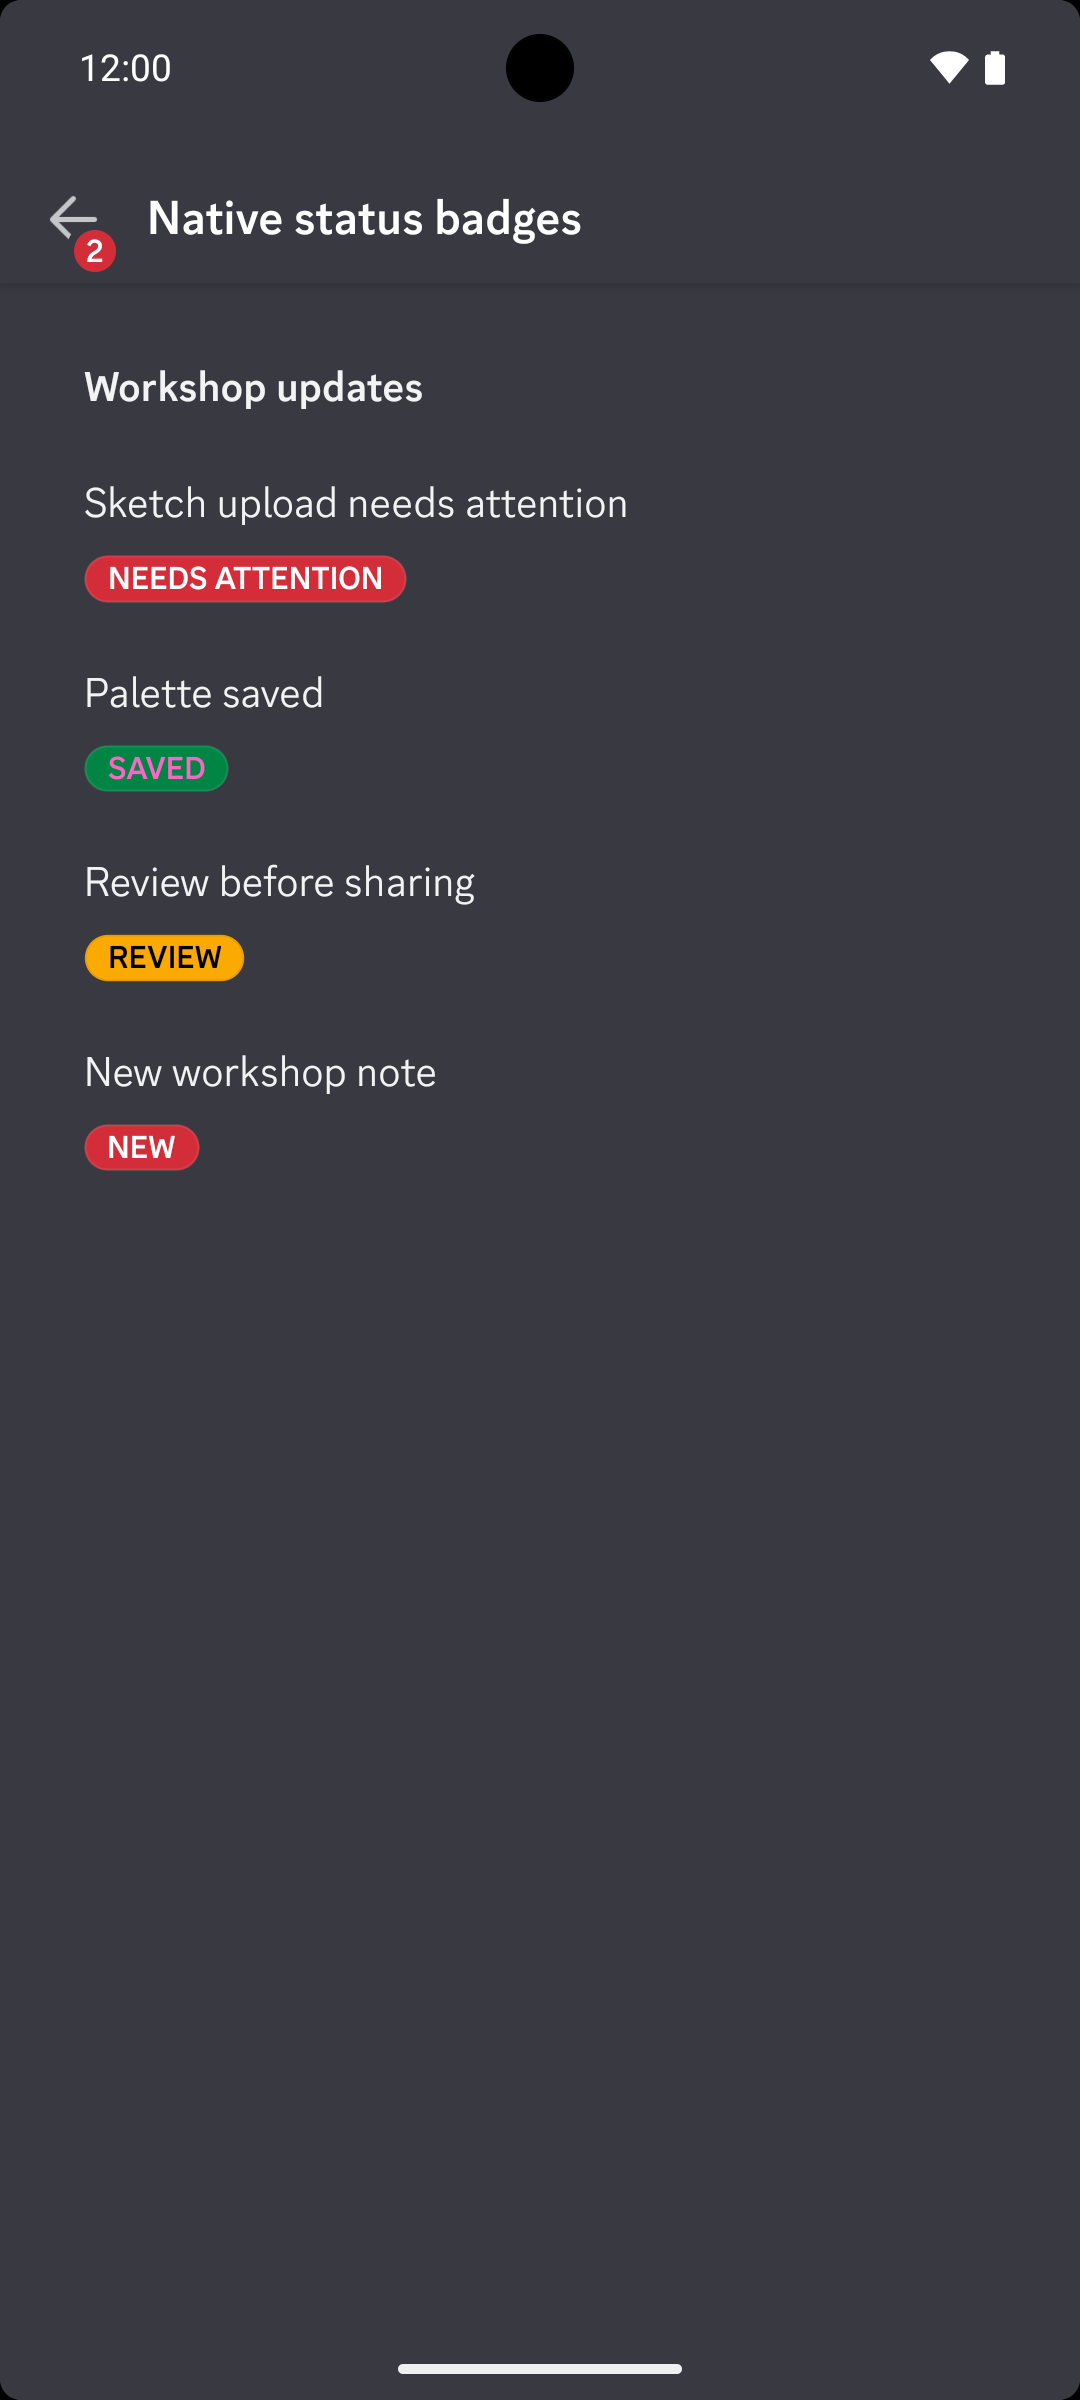 12:00
2
Native status badges
Workshop updates
Sketch upload needs attention
NEEDS ATTENTION
Palette saved
SAVED
Review before sharing
REVIEW
New workshop note
NEW